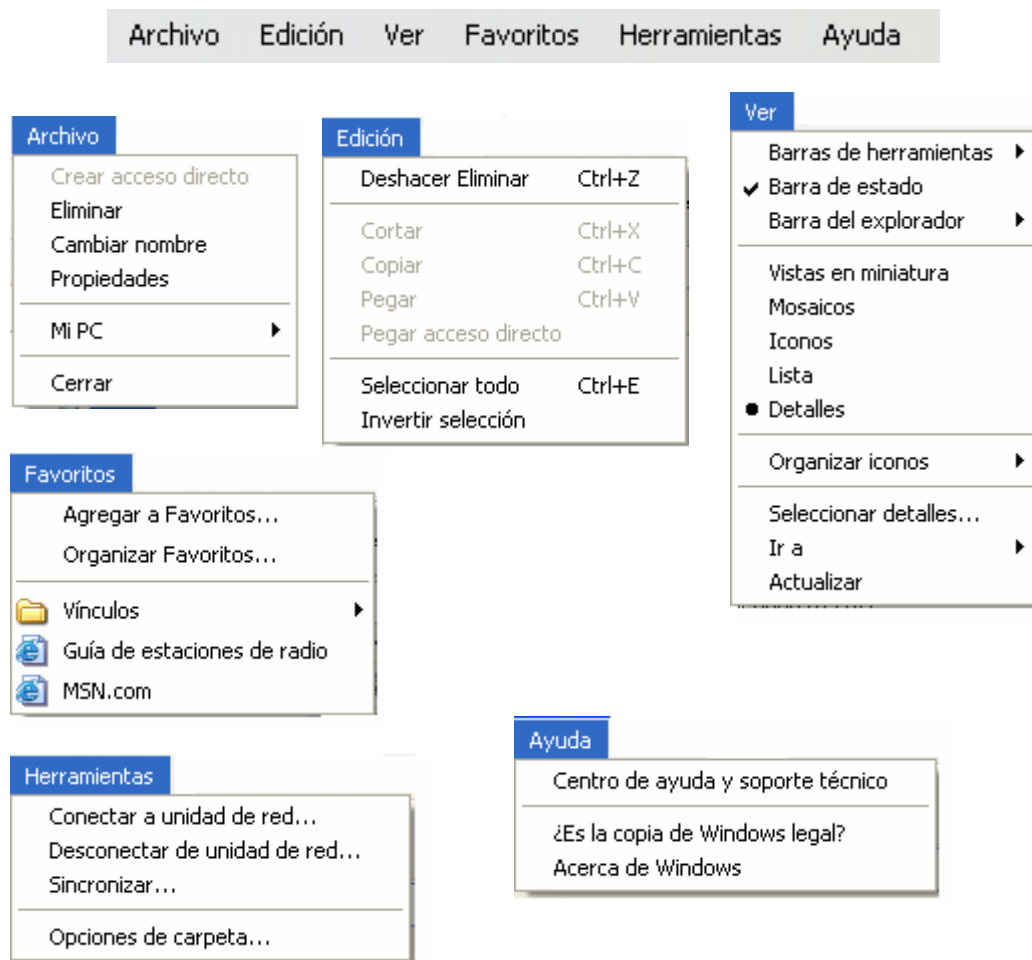 Archivo Edición Ver Favoritos Herramientas Ayuda
Archivo
Crear acceso directo
Eliminar
Cambiar nombre
Propiedades
Mi PC
Cerrar
Edición
Deshacer Eliminar Ctrl+Z
Cortar Ctrl+X
Copiar Ctrl+C
Pegar Ctrl+V
Pegar acceso directo
Seleccionar todo Ctrl+E
Invertir selección
Ver
Barras de herramientas
Barra de estado
Barra del explorador
Vistas en miniatura
Mosaicos
Iconos
Lista
Detalles
Organizar iconos
Seleccionar detalles...
Ir a
Actualizar
Favoritos
Agregar a Favoritos...
Organizar Favoritos...
Vínculos
Guía de estaciones de radio
MSN.com
Herramientas
Conectar a unidad de red...
Desconectar de unidad de red...
Sincronizar...
Opciones de carpeta...
Ayuda
Centro de ayuda y soporte técnico
¿Es la copia de Windows legal?
Acerca de Windows